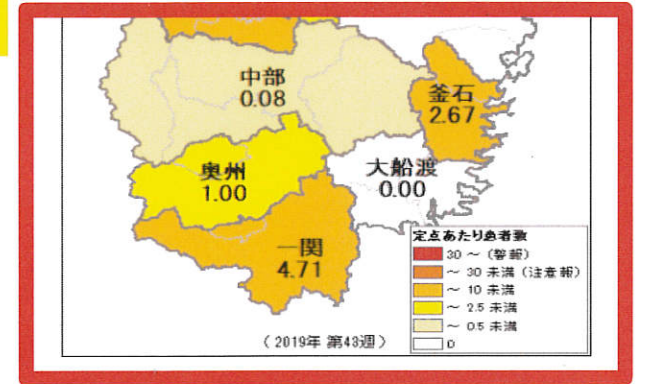 中部
0.08
釜石
2.67
奥州
1.00
大船渡
0.00
一関
4.71
定点あたり患者数
30 ～ (警報)
～ 30 未満 (注意報)
～ 10 未満
～ 2.5 未満
～ 0.5 未満
0
( 2019年 第43週 )